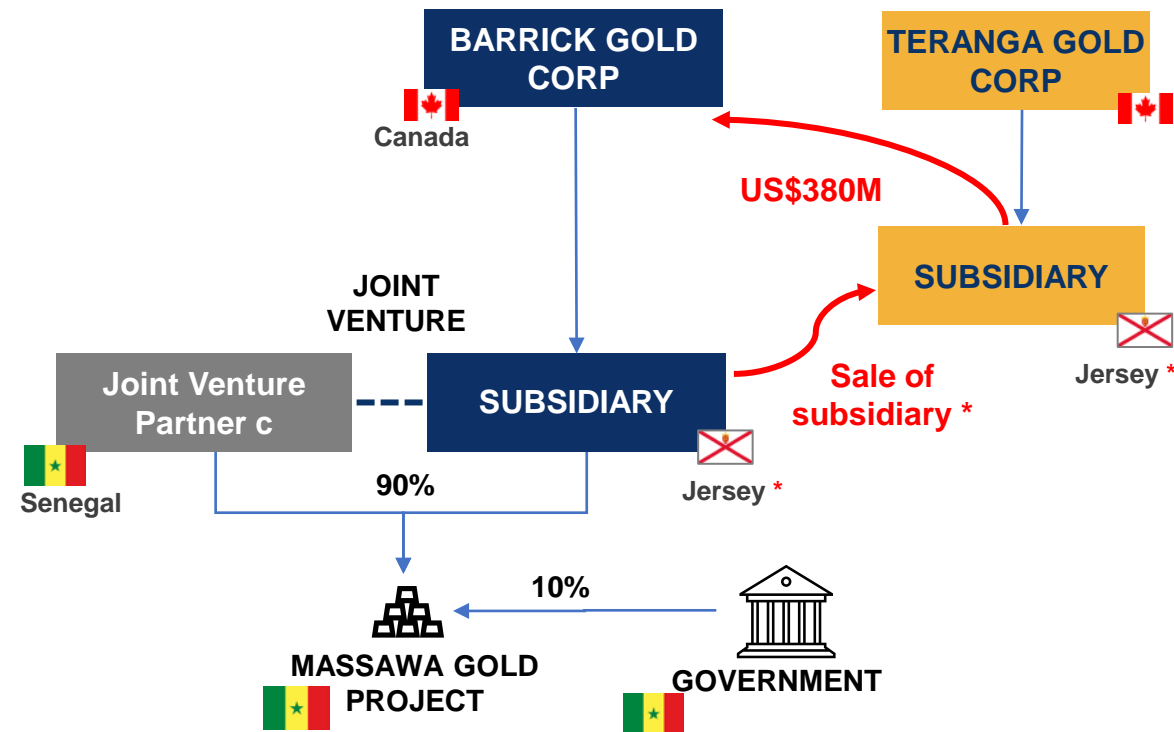 BARRICK GOLD
CORP
Canada
TERANGA GOLD
CORP
US$380M
SUBSIDIARY
Jersey *
JOINT
VENTURE
Joint Venture
Partner c
Senegal
SUBSIDIARY
Jersey *
Sale of
subsidiary *
90%
10%
MASSAWA GOLD
PROJECT
GOVERNMENT